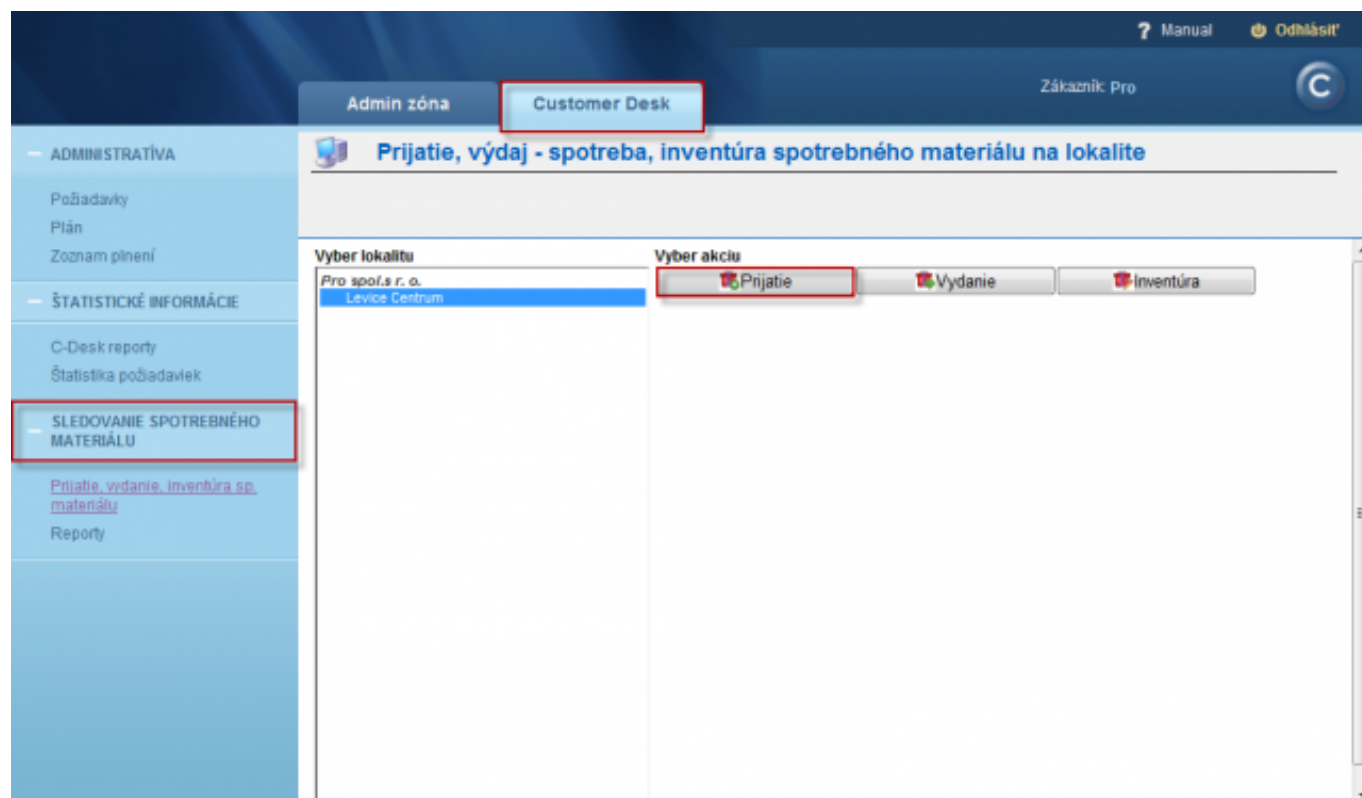 ? Manual
Odhlásiť
Zákazník: Pro
C
Admin zóna
Customer Desk
ADMINISTRATÍVA
Požiadavky
Plán
Zoznam plnení
ŠTATISTICKÉ INFORMÁCIE
C-Desk reporty
Štatistika požiadaviek
SLEDOVANIE SPOTREBNÉHO
MATERIÁLU
Prijatie, vydanie, inventúra sp.
materiálu
Reporty
Prijatie, výdaj - spotreba, inventúra spotrebného materiálu na lokalite
Vyber lokalitu
Pro spol.s r. o.
Levice Centrum
Vyber akciu
Prijatie
Vydanie
Inventúra